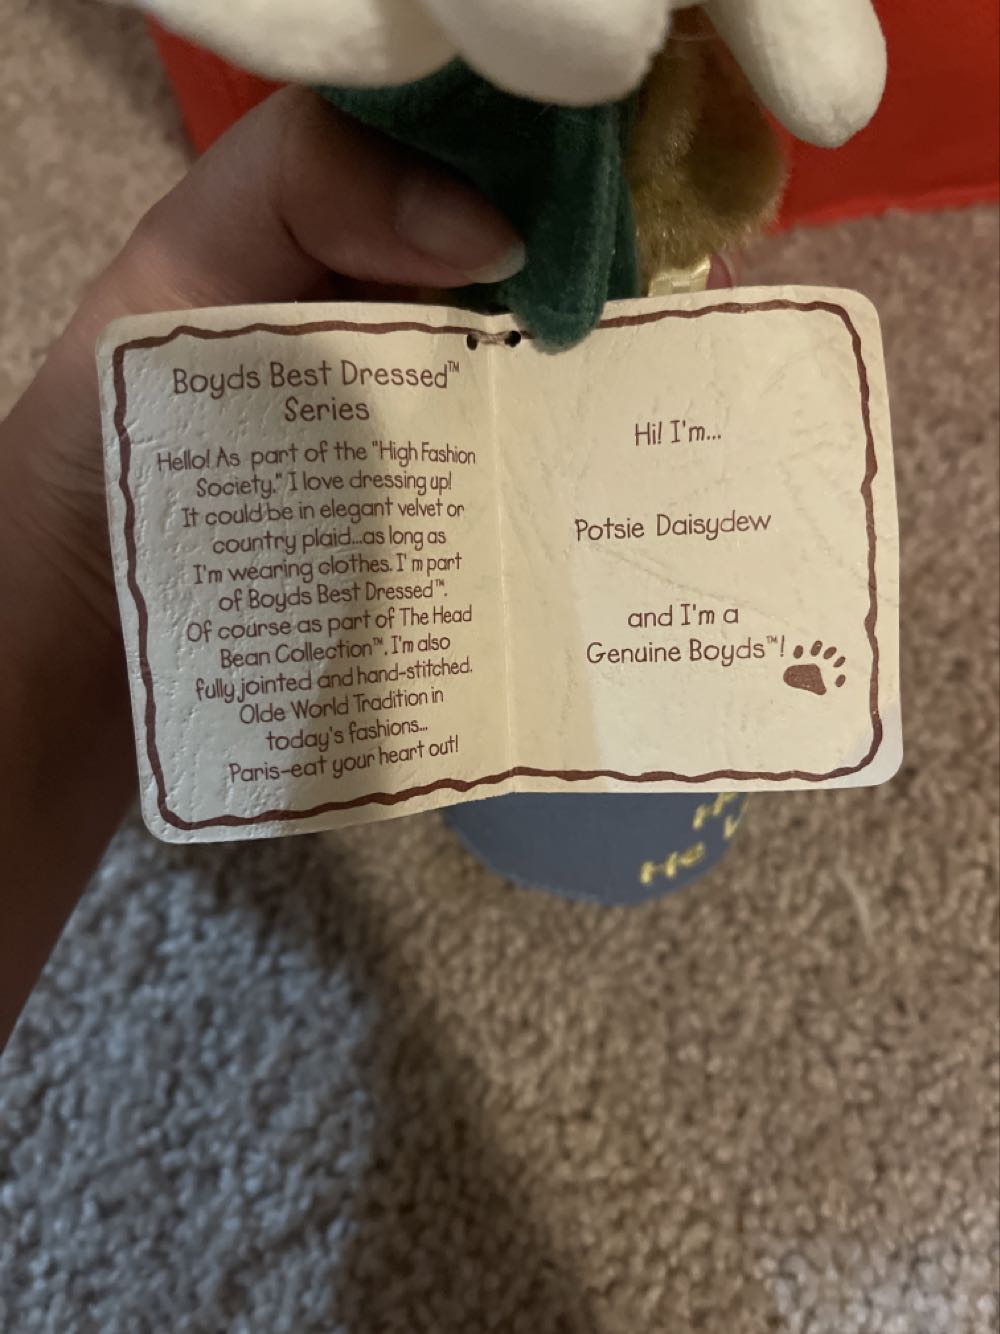 Boyds Best Dressed™
Series
Hello! As part of the "High Fashion
Society," I love dressing up!
It could be in elegant velvet or
country plaid...as long as
I'm wearing clothes. I'm part
of Boyds Best Dressed™.
Of course as part of The Head
Bean Collection™, I'm also
fully jointed and hand-stitched.
Olde World Tradition in
today's fashions...
Paris-eat your heart out!
Hi! I'm...
Potsie Daisydew
and I'm a
Genuine Boyds™!
He